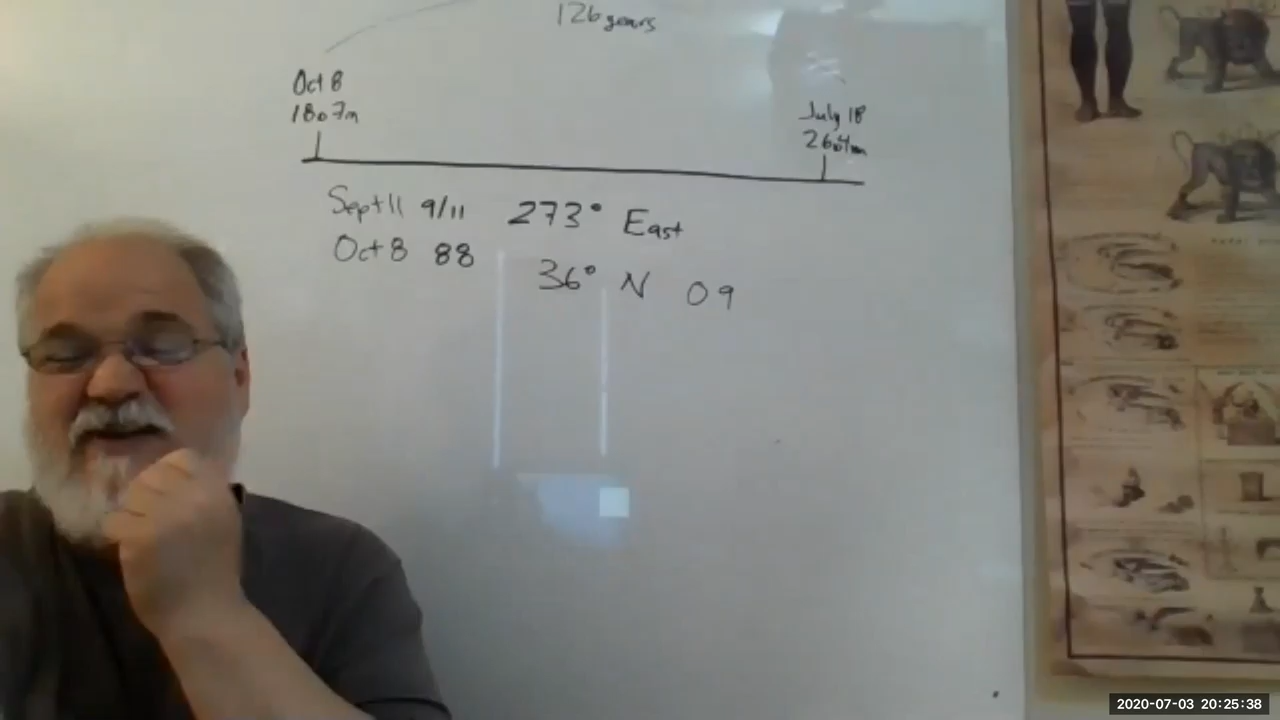 126 years
Oct 8
1807m
July 18
Sept 11 9/11 273° East
Oct 8 88
36° N 09
2020-07-03 20:25:38